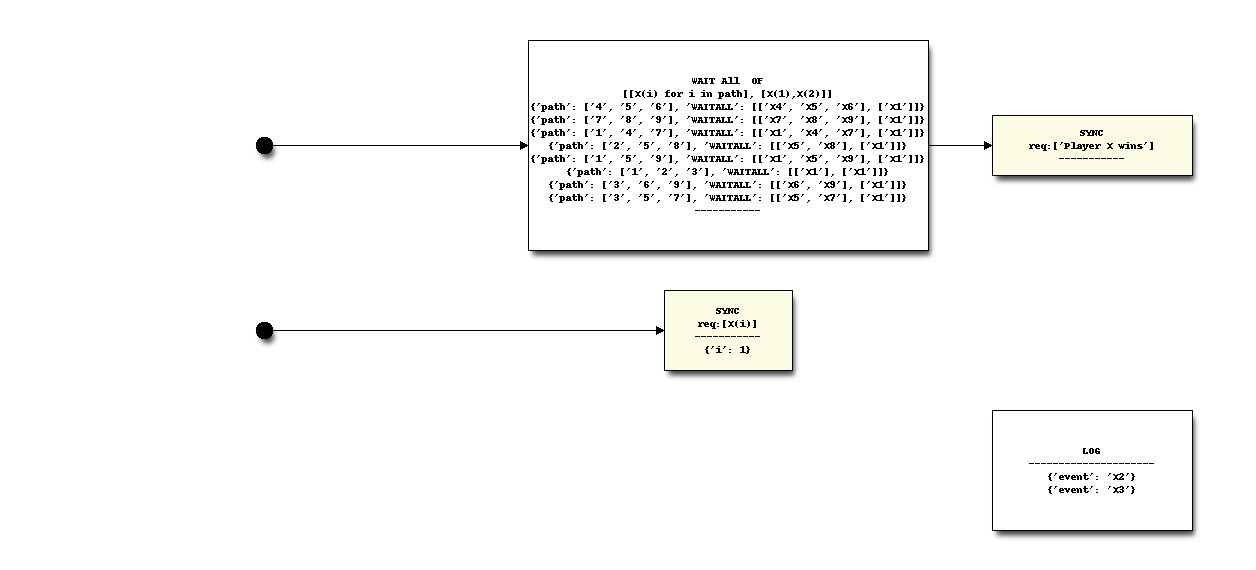 WAIT All OF
[[X(i) for i in path], [X(1),X(2)]]
{'path': ['4', '5', '6'], 'WAITALL': [['X4', 'X5', 'X6'], ['X1']]}
{'path': ['7', '8', '9'], 'WAITALL': [['X7', 'X8', 'X9'], ['X1']]}
{'path': ['1', '4', '7'], 'WAITALL': [['X1', 'X4', 'X7'], ['X1']]}
{'path': ['2', '5', '8'], 'WAITALL': [['X5', 'X8'], ['X1']]}
{'path': ['1', '5', '9'], 'WAITALL': [['X1', 'X5', 'X9'], ['X1']]}
{'path': ['1', '2', '3'], 'WAITALL': [['X1'], ['X1']]}
{'path': ['3', '6', '9'], 'WAITALL': [['X6', 'X9'], ['X1']]}
{'path': ['3', '5', '7'], 'WAITALL': [['X5', 'X7'], ['X1']]}
-----------
SYNC
req:['Player X wins']
-----------
SYNC
req:[X(i)]
-----------
{'i': 1}
LOG
---------------------
{'event': 'X2'}
{'event': 'X3'}